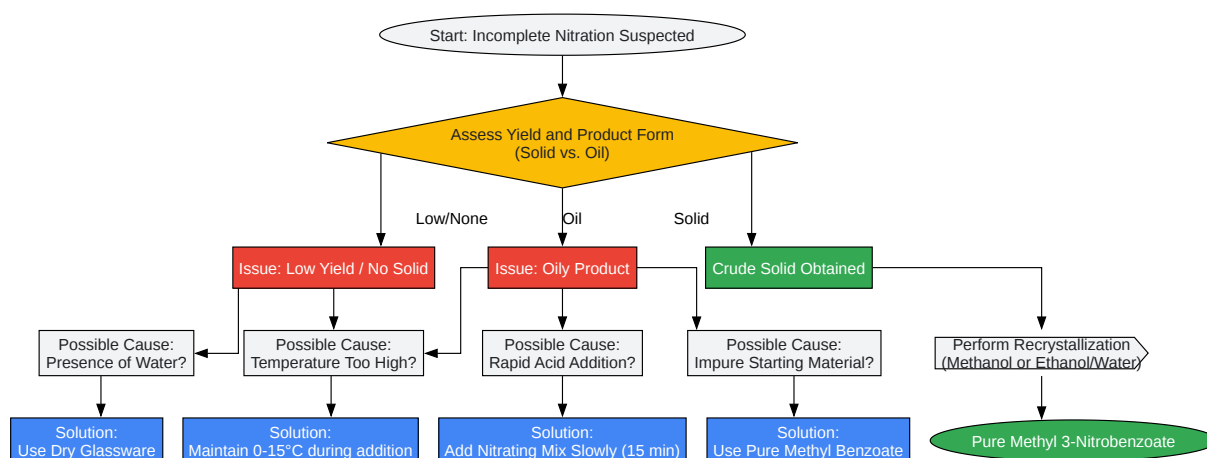 Start: Incomplete Nitration Suspected
Assess Yield and Product Form
(Solid vs. Oil)
Low/None
Oil
Solid
Issue: Low Yield / No Solid
Issue: Oily Product
Crude Solid Obtained
Possible Cause:
Presence of Water?
Possible Cause:
Temperature Too High?
Possible Cause:
Rapid Acid Addition?
Possible Cause:
Impure Starting Material?
Perform Recrystallization
(Methanol or Ethanol/Water)
Solution:
Use Dry Glassware
Solution:
Maintain 0-15°C during addition
Solution:
Add Nitrating Mix Slowly (15 min)
Solution:
Use Pure Methyl Benzoate
Pure Methyl 3-Nitrobenzoate